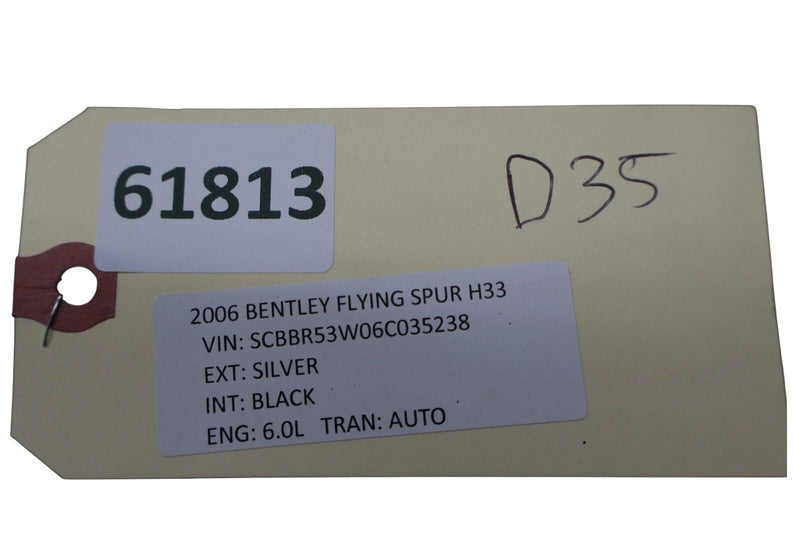 61813
D35
2006 BENTLEY FLYING SPUR H33
VIN: SCBBR53W06C035238
EXT: SILVER
INT: BLACK
ENG: 6.0L TRAN: AUTO